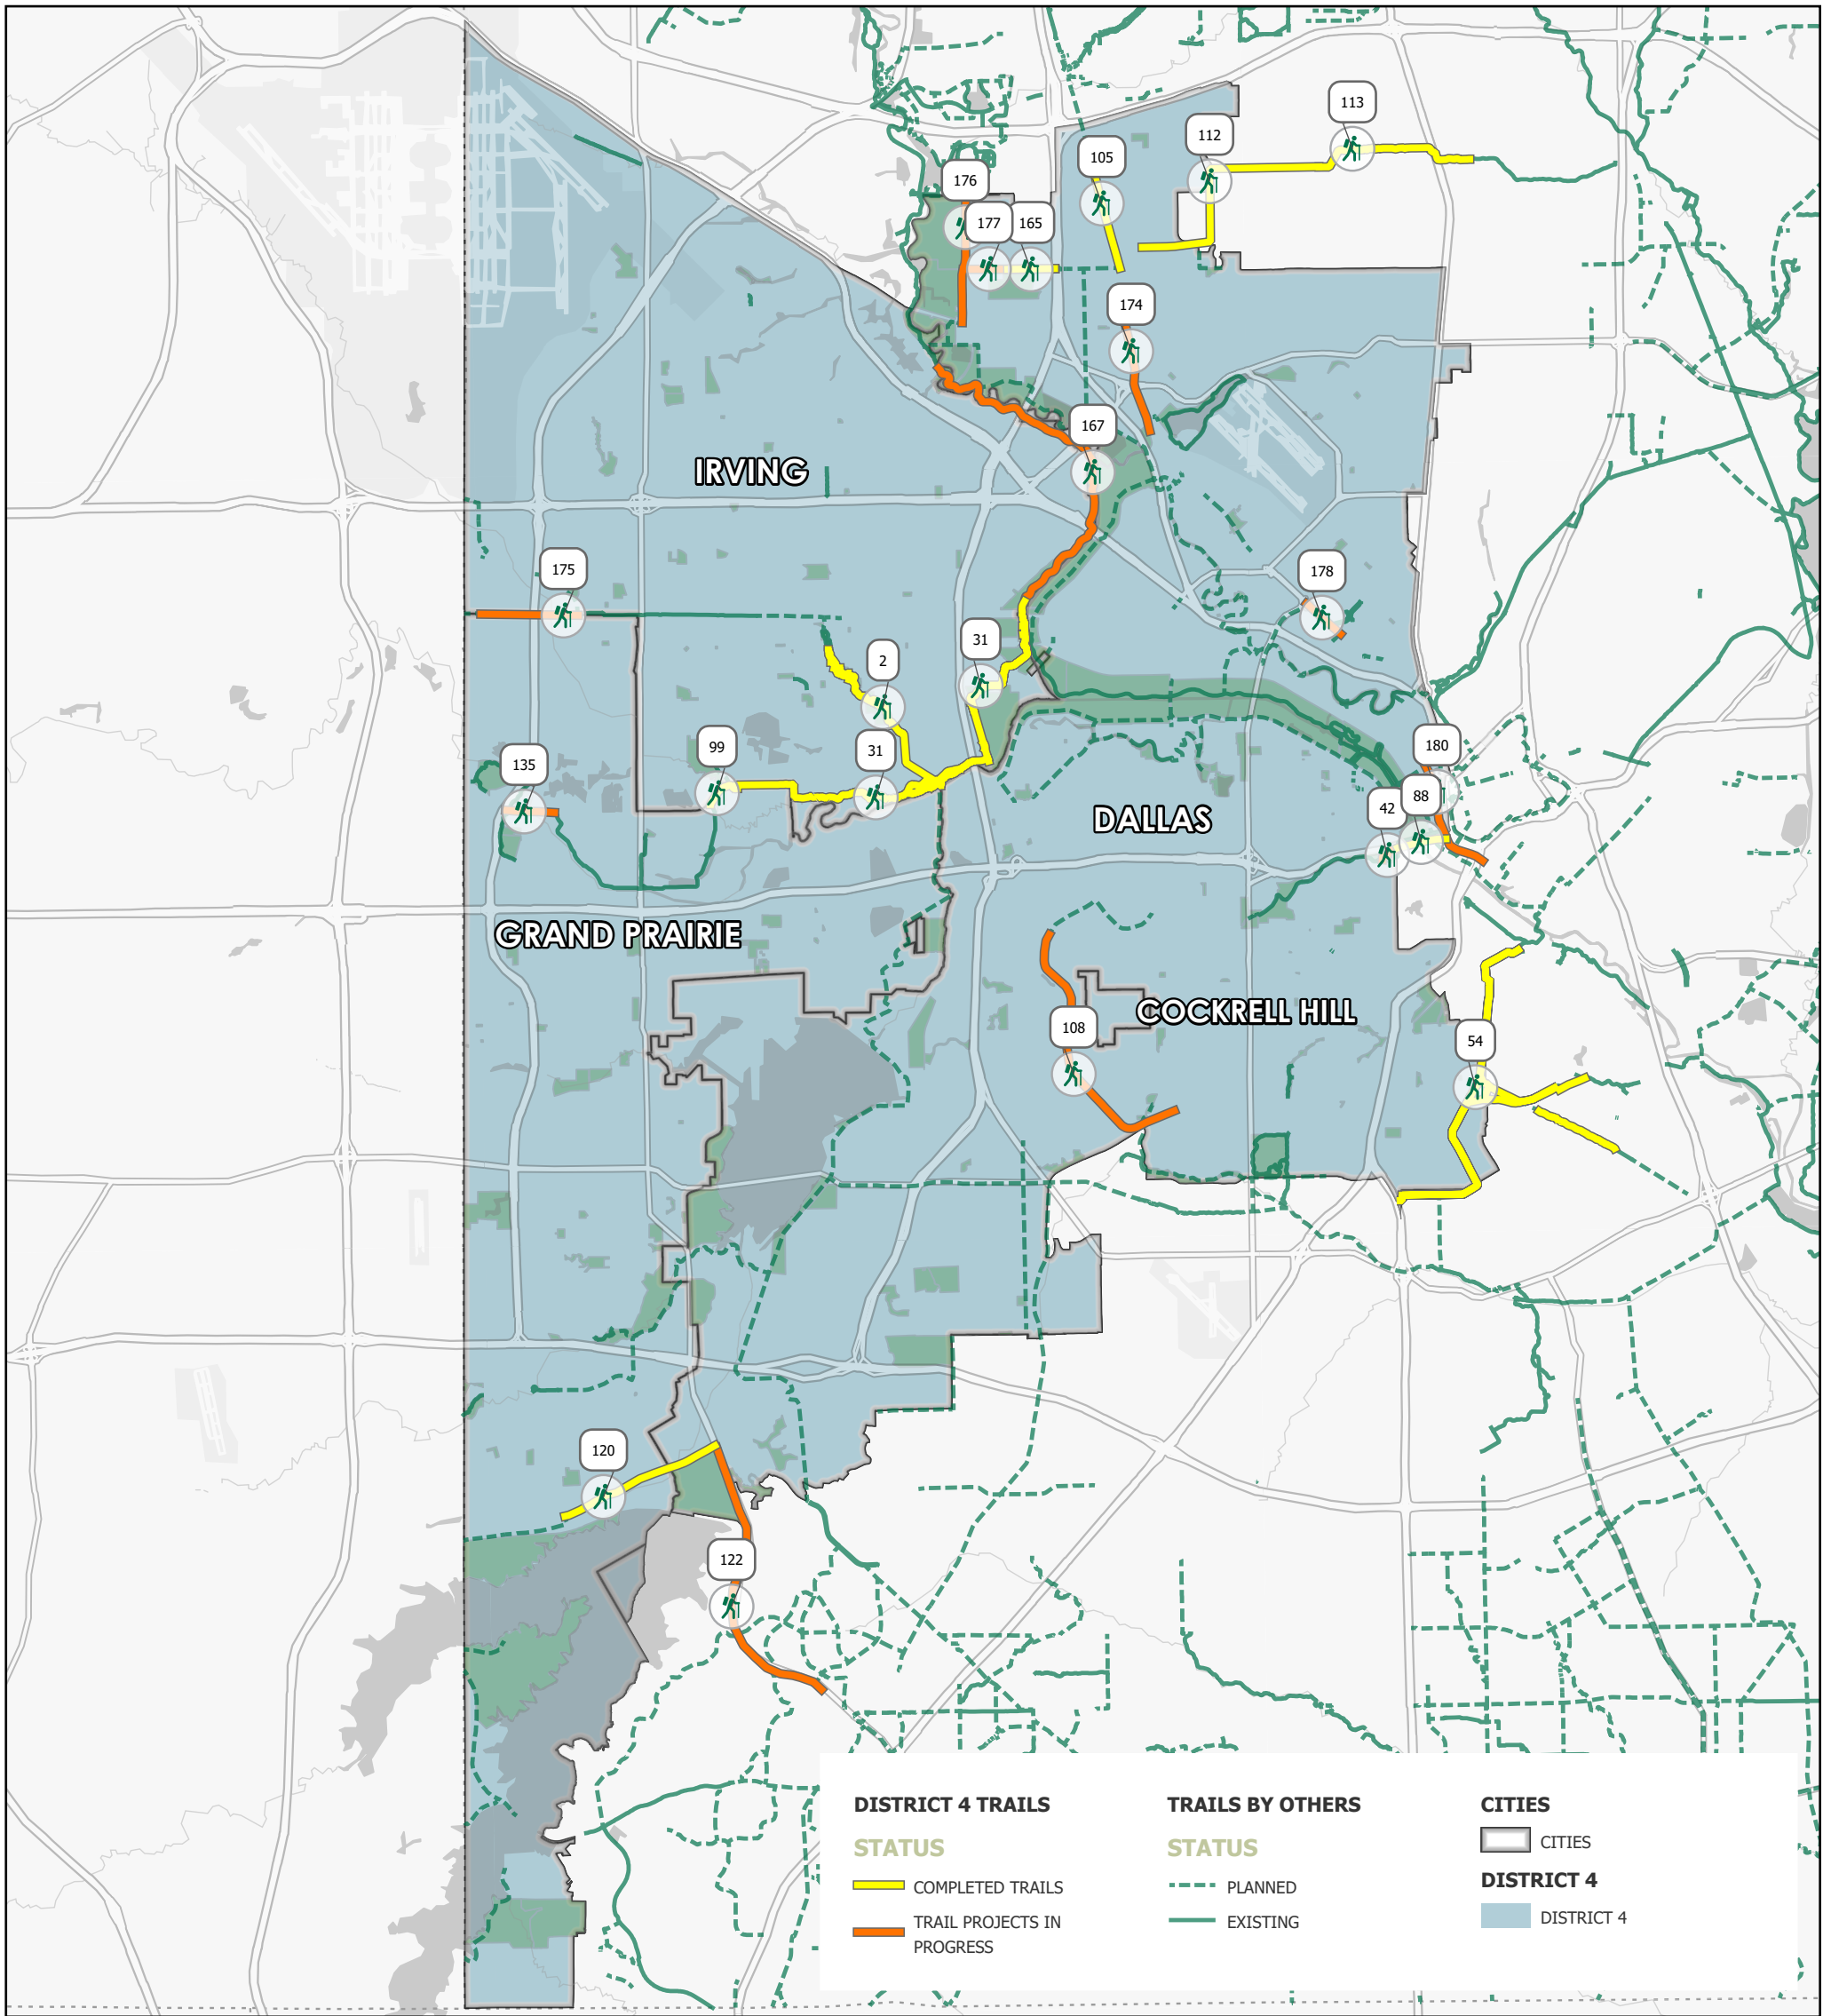 113
112
105
176
177
165
174
167
IRVING
175
178
2
31
99
31
180
135
88
42
DALLAS
GRAND PRAIRIE
COCKRELL HILL
108
54
120
122
DISTRICT 4 TRAILS
STATUS
COMPLETED TRAILS
TRAIL PROJECTS IN
PROGRESS
TRAILS BY OTHERS
STATUS
PLANNED
EXISTING
CITIES
CITIES
DISTRICT 4
DISTRICT 4